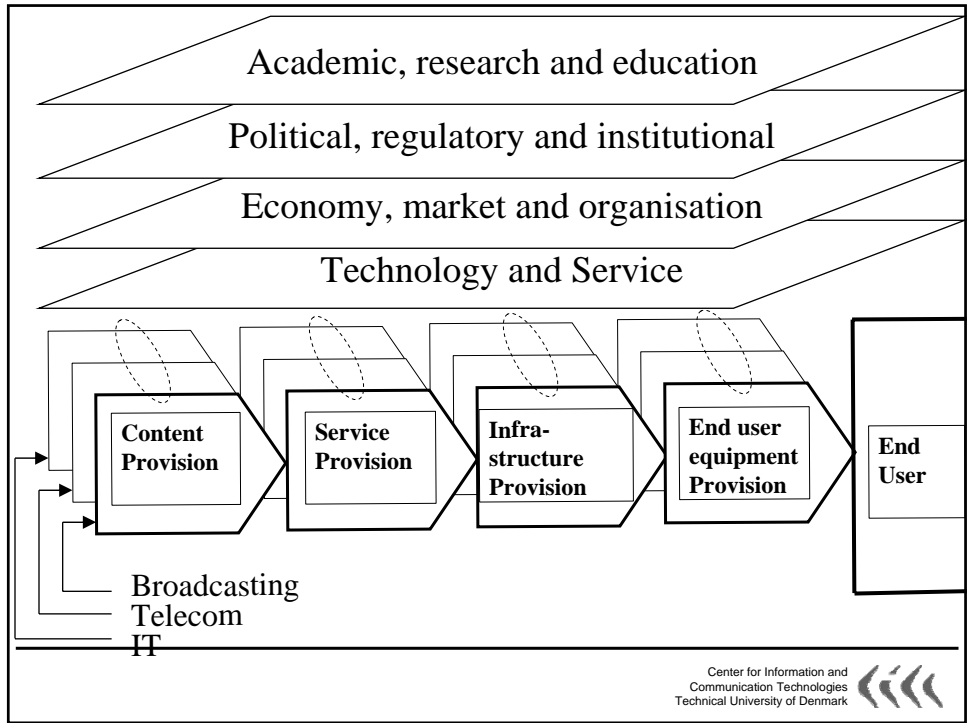 Academic, research and education
Political, regulatory and institutional
Economy, market and organisation
Technology and Service
Content
Provision
Service
Provision
Infra-
structure
Provision
End user
equipment
Provision
End
User
Broadcasting
Telecom
IT
Center for Information and
Communication Technologies
Technical University of Denmark